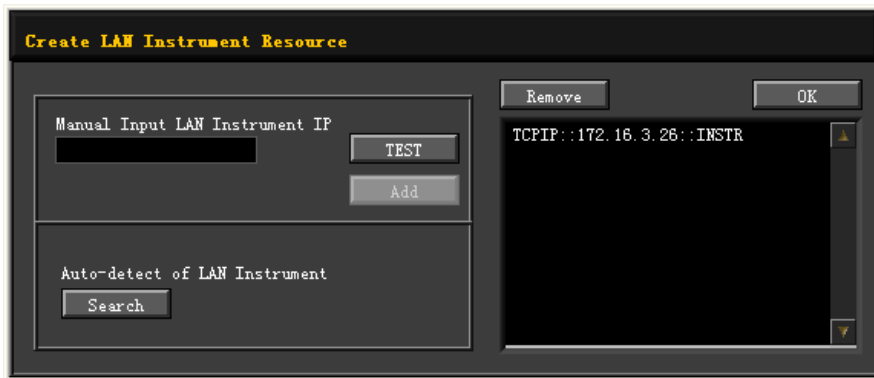 Create LAN Instrument Resource
Manual Input LAN Instrument IP
TEST
Add
Auto-detect of LAN Instrument
Search
Remove
OK
TCPIP::172.16.3.26::INSTR